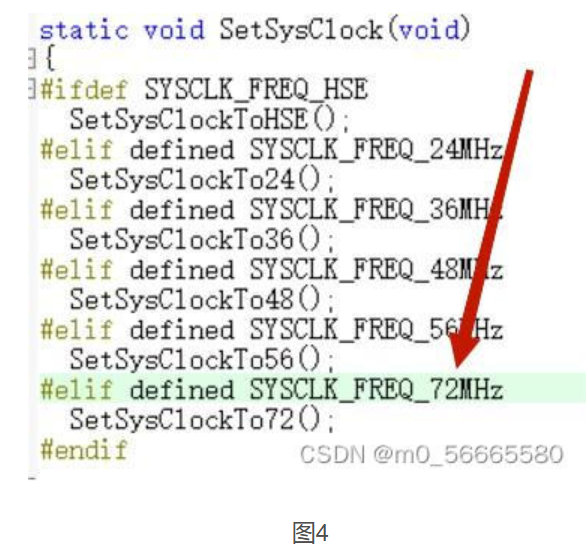 static void SetSysClock(void)
{
#ifdef SYSCLK_FREQ_HSE
  SetSysClockToHSE();
#elif defined SYSCLK_FREQ_24MHz
  SetSysClockTo24();
#elif defined SYSCLK_FREQ_36MHz
  SetSysClockTo36();
#elif defined SYSCLK_FREQ_48MHz
  SetSysClockTo48();
#elif defined SYSCLK_FREQ_56MHz
  SetSysClockTo56();
#elif defined SYSCLK_FREQ_72MHz
  SetSysClockTo72();
#endif
CSDN @m0_56665580
图4